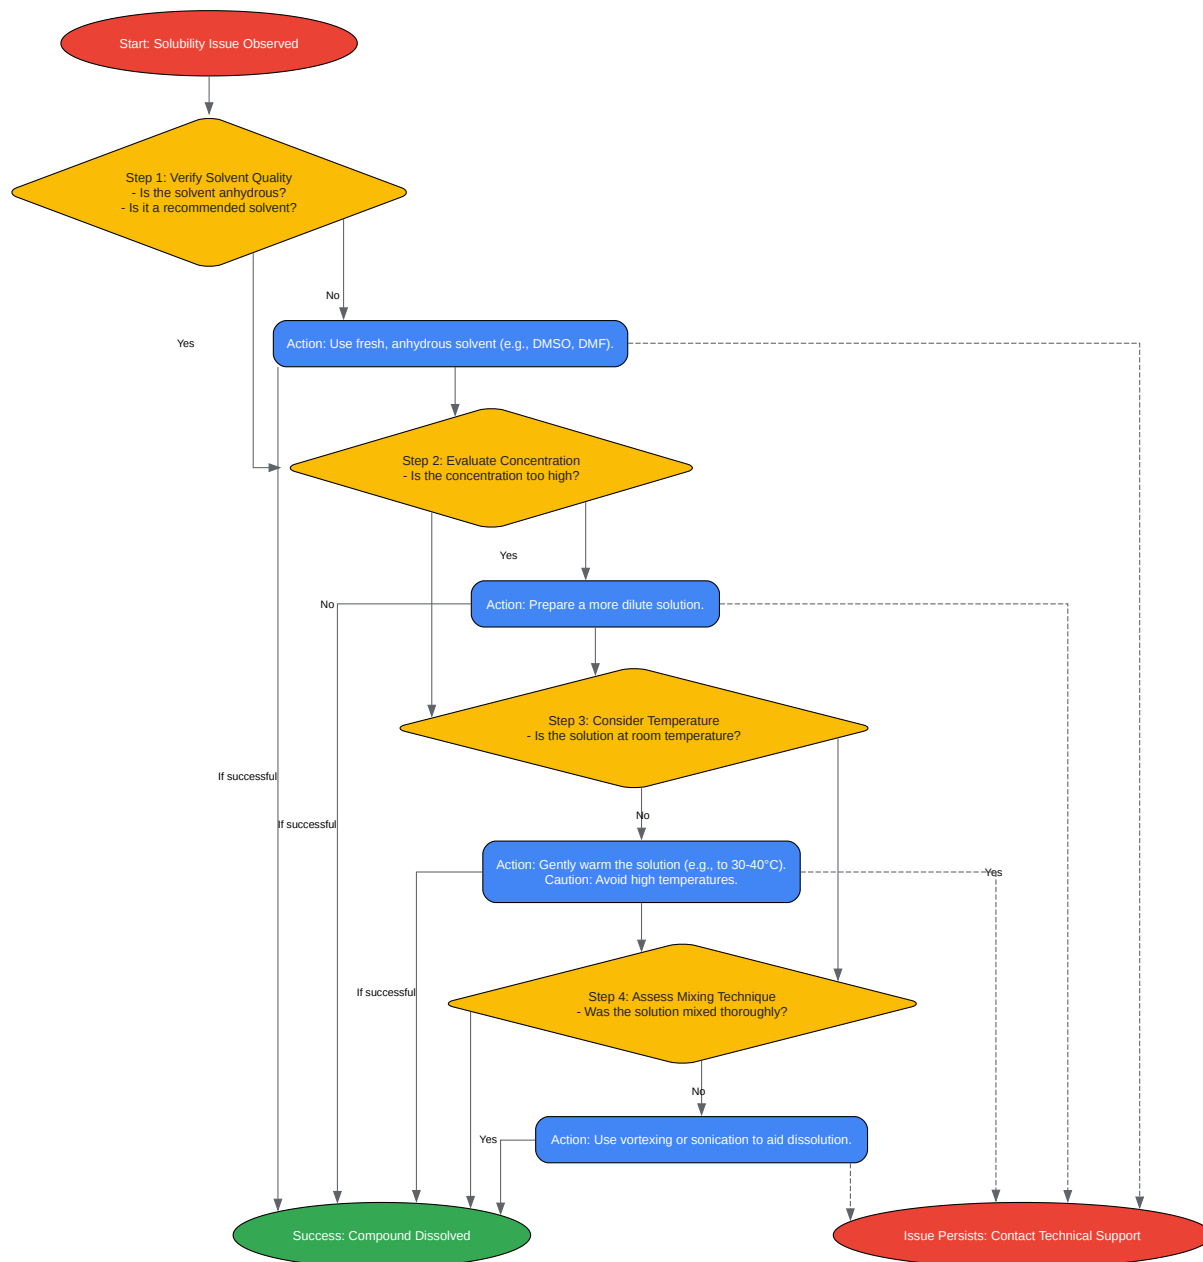 Start: Solubility Issue Observed
Step 1: Verify Solvent Quality
- Is the solvent anhydrous?
- Is it a recommended solvent?
No
Yes
Action: Use fresh, anhydrous solvent (e.g., DMSO, DMF).
Step 2: Evaluate Concentration
- Is the concentration too high?
Yes
No
Action: Prepare a more dilute solution.
Step 3: Consider Temperature
- Is the solution at room temperature?
If successful
No
If successful
Action: Gently warm the solution (e.g., to 30-40°C).
Caution: Avoid high temperatures.
Yes
If successful
Step 4: Assess Mixing Technique
- Was the solution mixed thoroughly?
No
Yes
Action: Use vortexing or sonication to aid dissolution.
Success: Compound Dissolved
Issue Persists: Contact Technical Support